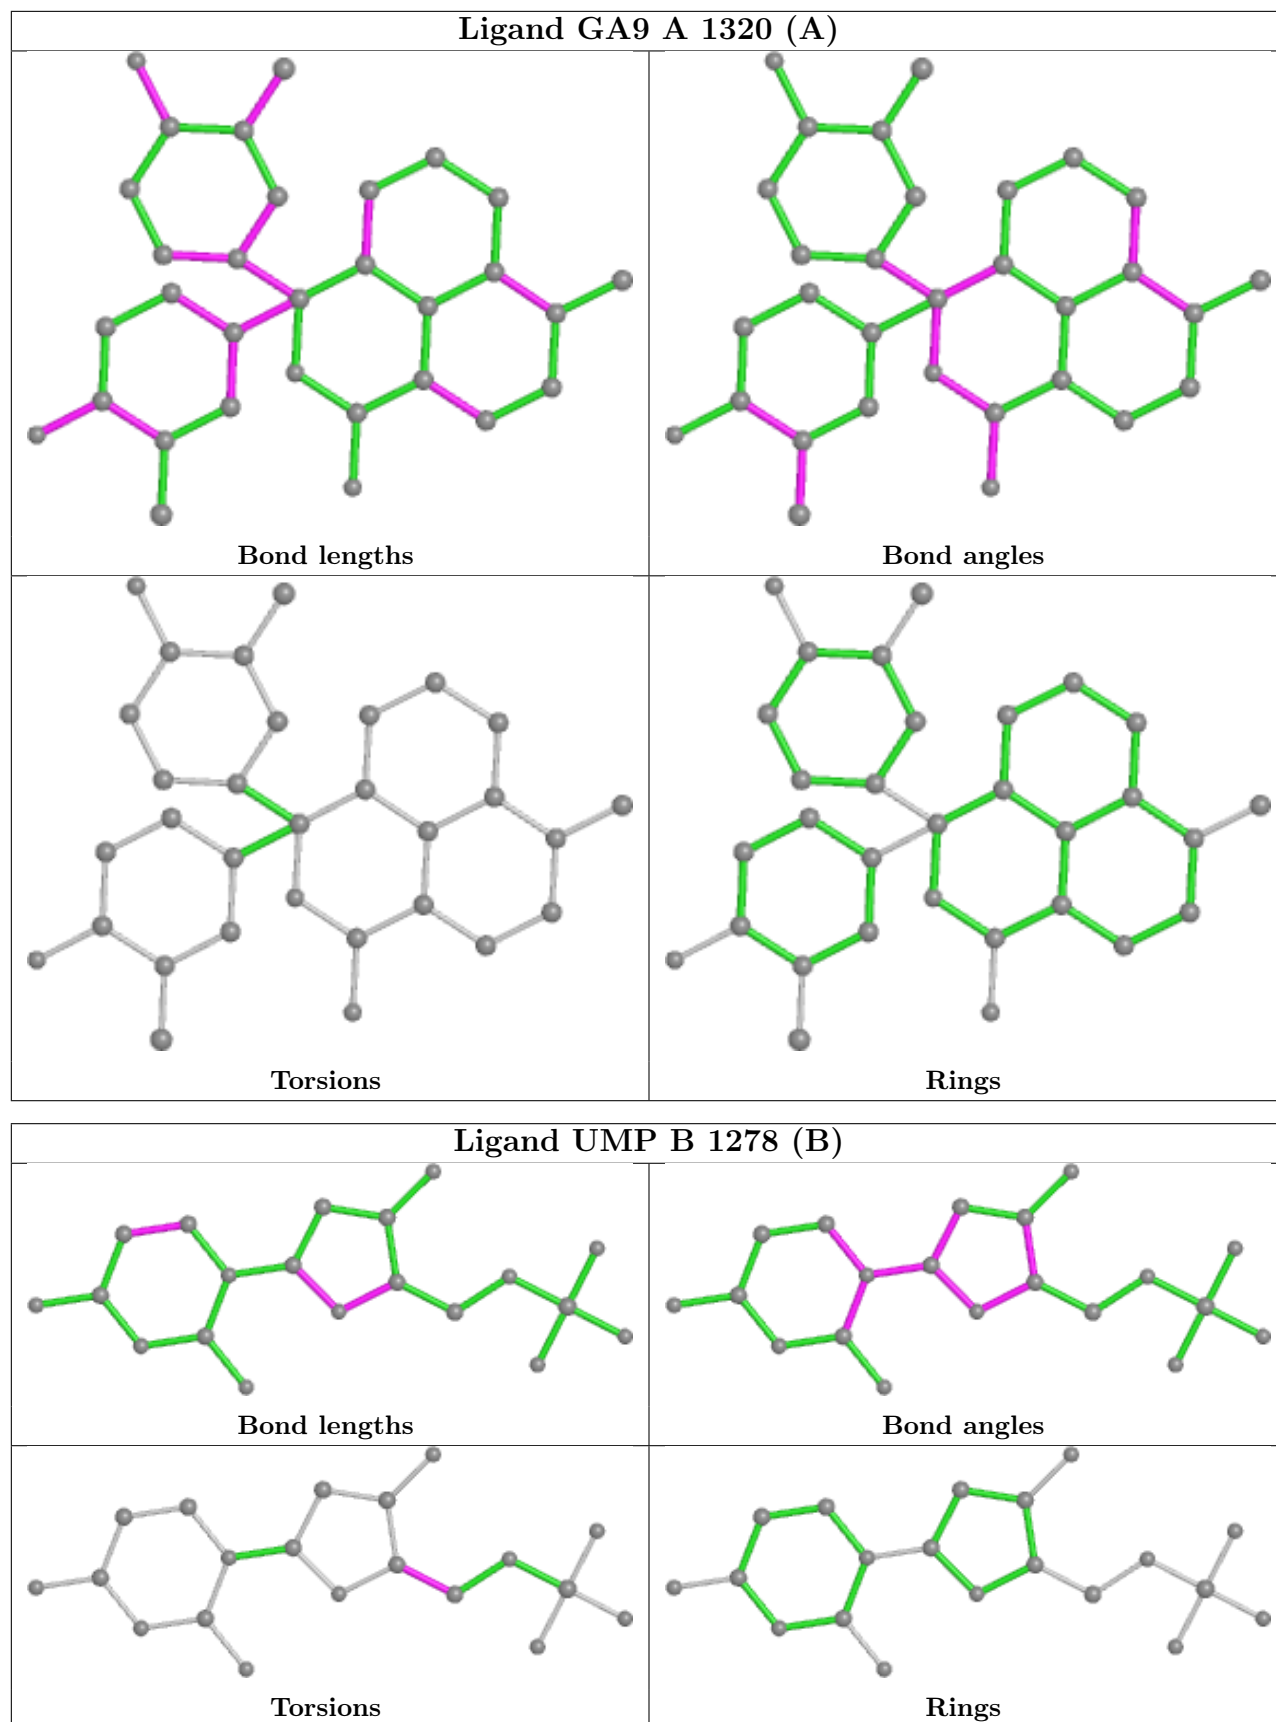 Ligand GA9 A 1320 (A)
Bond lengths
Bond angles
Torsions
Rings
Ligand UMP B 1278 (B)
Bond lengths
Bond angles
Torsions
Rings